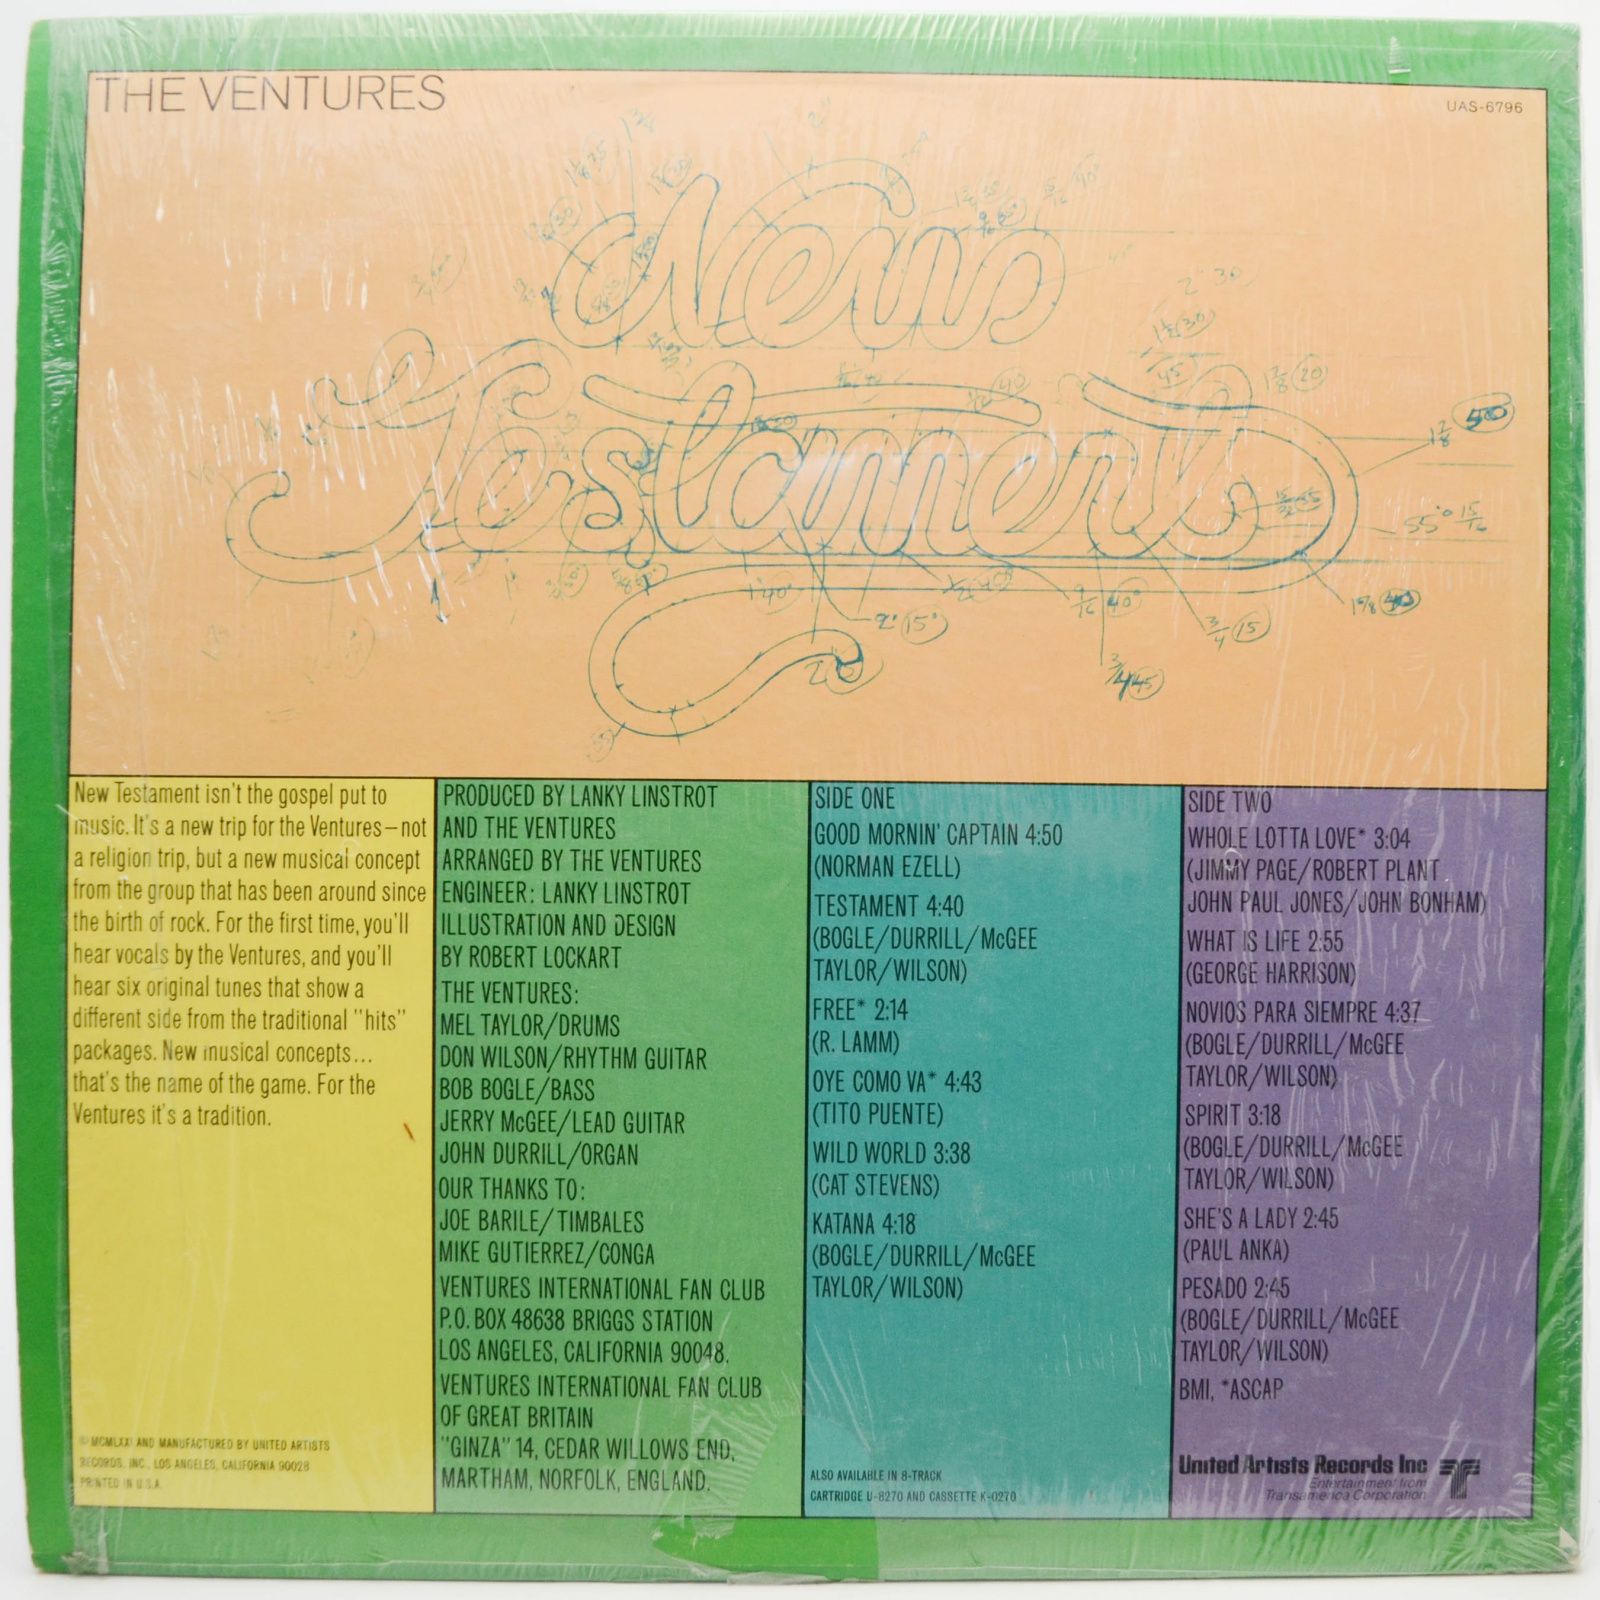 THE VENTURES
UAS-6796
New
Testament
New Testament isn't the gospel put to
music. It's a new trip for the Ventures—not
a religion trip, but a new musical concept
from the group that has been around since
the birth of rock. For the first time, you'll
hear vocals by the Ventures, and you'll
hear six original tunes that show a
different side from the traditional "hits"
packages. New musical concepts...
that's the name of the game. For the
Ventures it's a tradition.
© MCMLXXI AND MANUFACTURED BY UNITED ARTISTS
RECORDS, INC., LOS ANGELES, CALIFORNIA 90028
PRINTED IN U.S.A.
PRODUCED BY LANKY LINSTROT
AND THE VENTURES
ARRANGED BY THE VENTURES
ENGINEER: LANKY LINSTROT
ILLUSTRATION AND DESIGN
BY ROBERT LOCKART
THE VENTURES:
MEL TAYLOR/DRUMS
DON WILSON/RHYTHM GUITAR
BOB BOGLE/BASS
JERRY McGEE/LEAD GUITAR
JOHN DURRILL/ORGAN
OUR THANKS TO:
JOE BARILE/TIMBALES
MIKE GUTIERREZ/CONGA
VENTURES INTERNATIONAL FAN CLUB
P.O. BOX 48638 BRIGGS STATION
LOS ANGELES, CALIFORNIA 90048.
VENTURES INTERNATIONAL FAN CLUB
OF GREAT BRITAIN
"GINZA" 14, CEDAR WILLOWS END,
MARTHAM, NORFOLK, ENGLAND.
SIDE ONE
GOOD MORNIN' CAPTAIN 4:50
(NORMAN EZELL)
TESTAMENT 4:40
(BOGLE/DURRILL/McGEE
TAYLOR/WILSON)
FREE* 2:14
(R. LAMM)
OYE COMO VA* 4:43
(TITO PUENTE)
WILD WORLD 3:38
(CAT STEVENS)
KATANA 4:18
(BOGLE/DURRILL/McGEE
TAYLOR/WILSON)
ALSO AVAILABLE IN 8-TRACK
CARTRIDGE U-8270 AND CASSETTE K-0270
SIDE TWO
WHOLE LOTTA LOVE* 3:04
(JIMMY PAGE/ROBERT PLANT
JOHN PAUL JONES/JOHN BONHAM)
WHAT IS LIFE 2:55
(GEORGE HARRISON)
NOVIOS PARA SIEMPRE 4:37
(BOGLE/DURRILL/McGEE
TAYLOR/WILSON)
SPIRIT 3:18
(BOGLE/DURRILL/McGEE
TAYLOR/WILSON)
SHE'S A LADY 2:45
(PAUL ANKA)
PESADO 2:45
(BOGLE/DURRILL/McGEE
TAYLOR/WILSON)
BMI, *ASCAP
United Artists Records Inc
Entertainment from
Transamerica Corporation